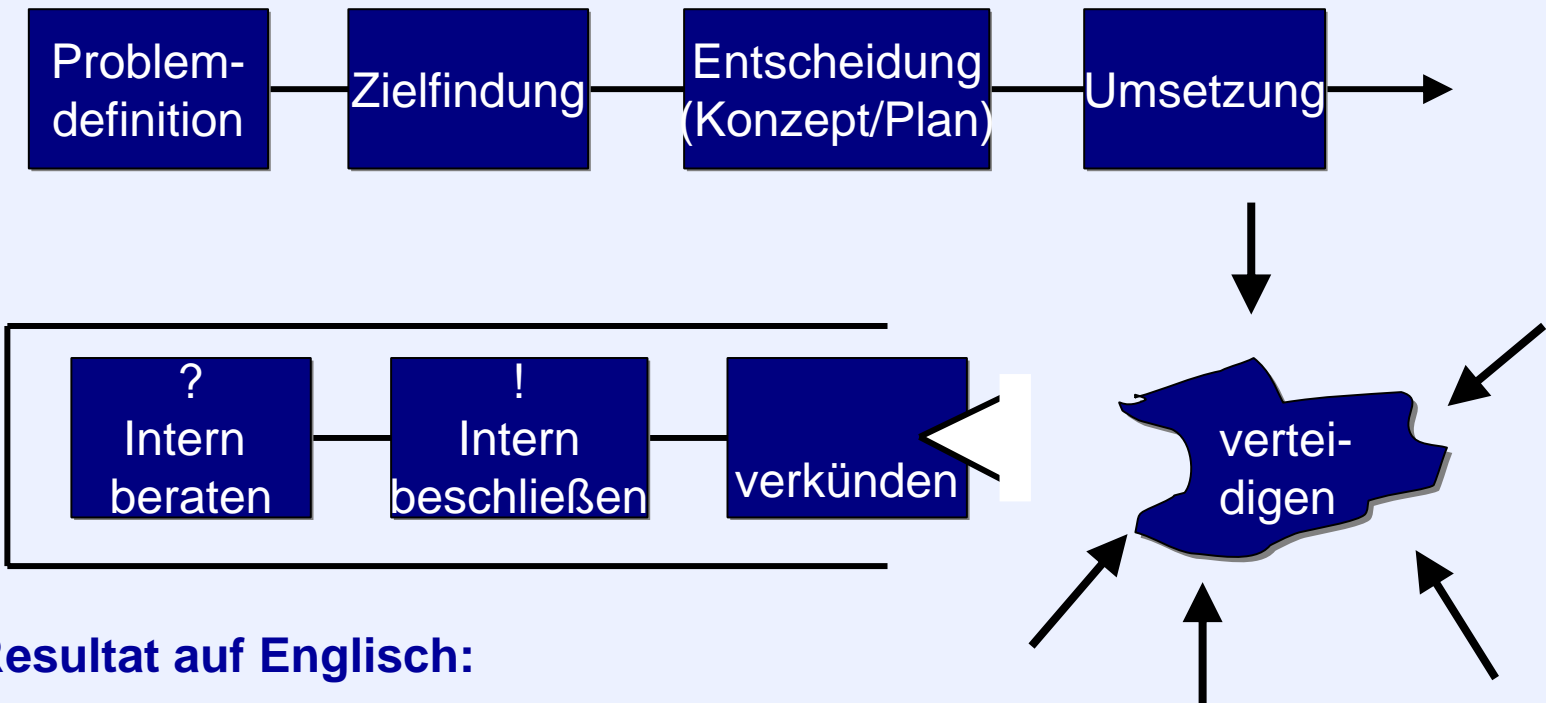 Problem-
definition
Zielfindung
Entscheidung
(Konzept/Plan)
Umsetzung
?
Intern
beraten
!
Intern
beschließen
verkünden
vertei-
digen
Resultat auf Englisch: